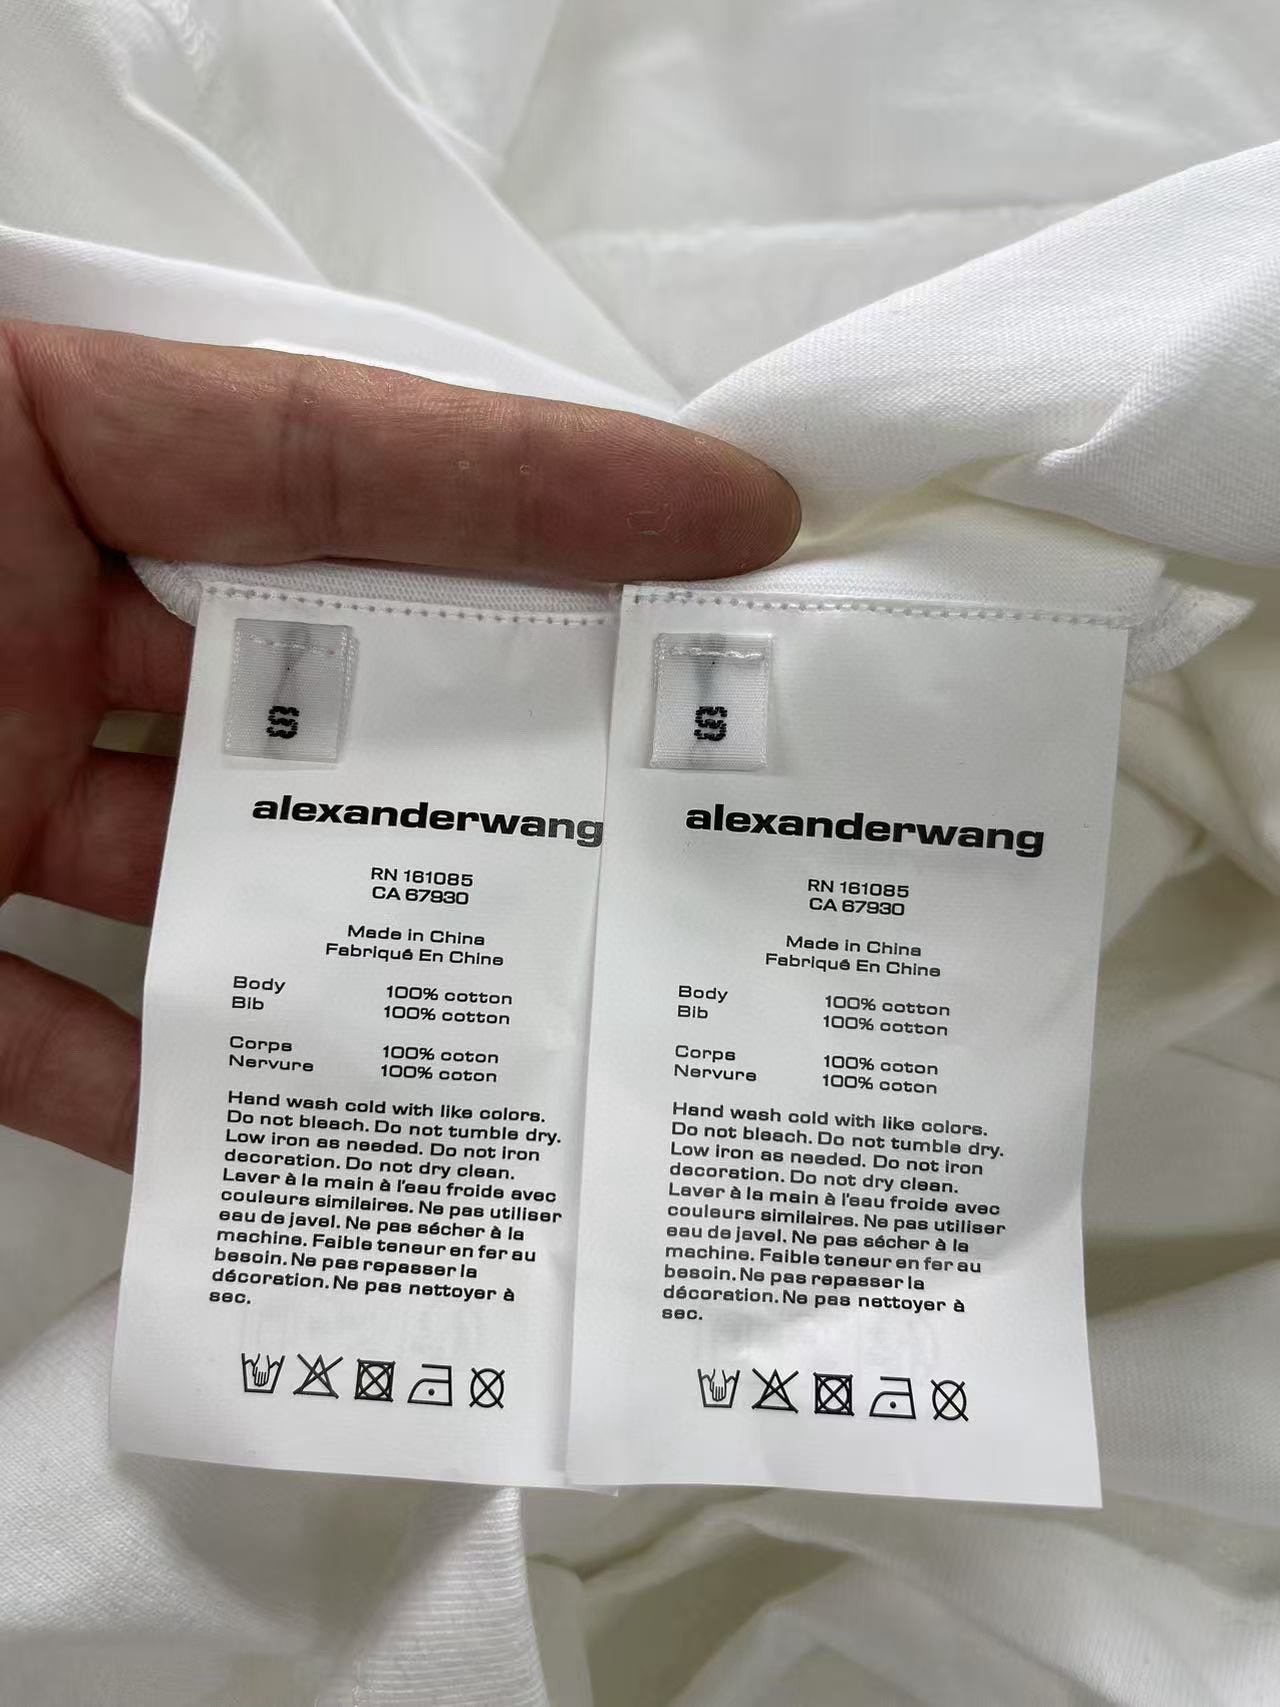 S
alexanderwang
RN 161085
CA 67930
Made in China
Fabriqué En Chine
Body 100% cotton
Bib 100% cotton
Corps 100% coton
Nervure 100% coton
Hand wash cold with like colors.
Do not bleach. Do not tumble dry.
Low iron as needed. Do not iron
decoration. Do not dry clean.
Laver à la main à l'eau froide avec
couleurs similaires. Ne pas utiliser
eau de javel. Ne pas sécher à la
machine. Faible teneur en fer au
besoin. Ne pas repasser la
décoration. Ne pas nettoyer à
sec.
S
alexanderwang
RN 161085
CA 67930
Made in China
Fabriqué En Chine
Body 100% cotton
Bib 100% cotton
Corps 100% coton
Nervure 100% coton
Hand wash cold with like colors.
Do not bleach. Do not tumble dry.
Low iron as needed. Do not iron
decoration. Do not dry clean.
Laver à la main à l'eau froide avec
couleurs similaires. Ne pas utiliser
eau de javel. Ne pas sécher à la
machine. Faible teneur en fer au
besoin. Ne pas repasser la
décoration. Ne pas nettoyer à
sec.